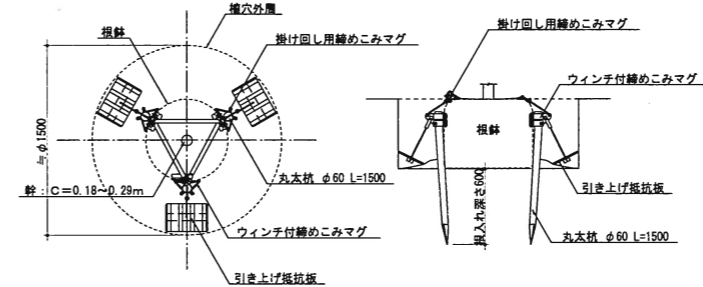 植穴外周
根鉢
掛け回し用締めこみマグ
≒φ1500
幹：C=0.18～0.29m
丸太杭 φ60 L=1500
ウィンチ付締めこみマグ
引き上げ抵抗板
掛け回し用締めこみマグ
ウィンチ付締めこみマグ
根鉢
引き上げ抵抗板
根入れ深さ600
丸太杭 φ60 L=1500